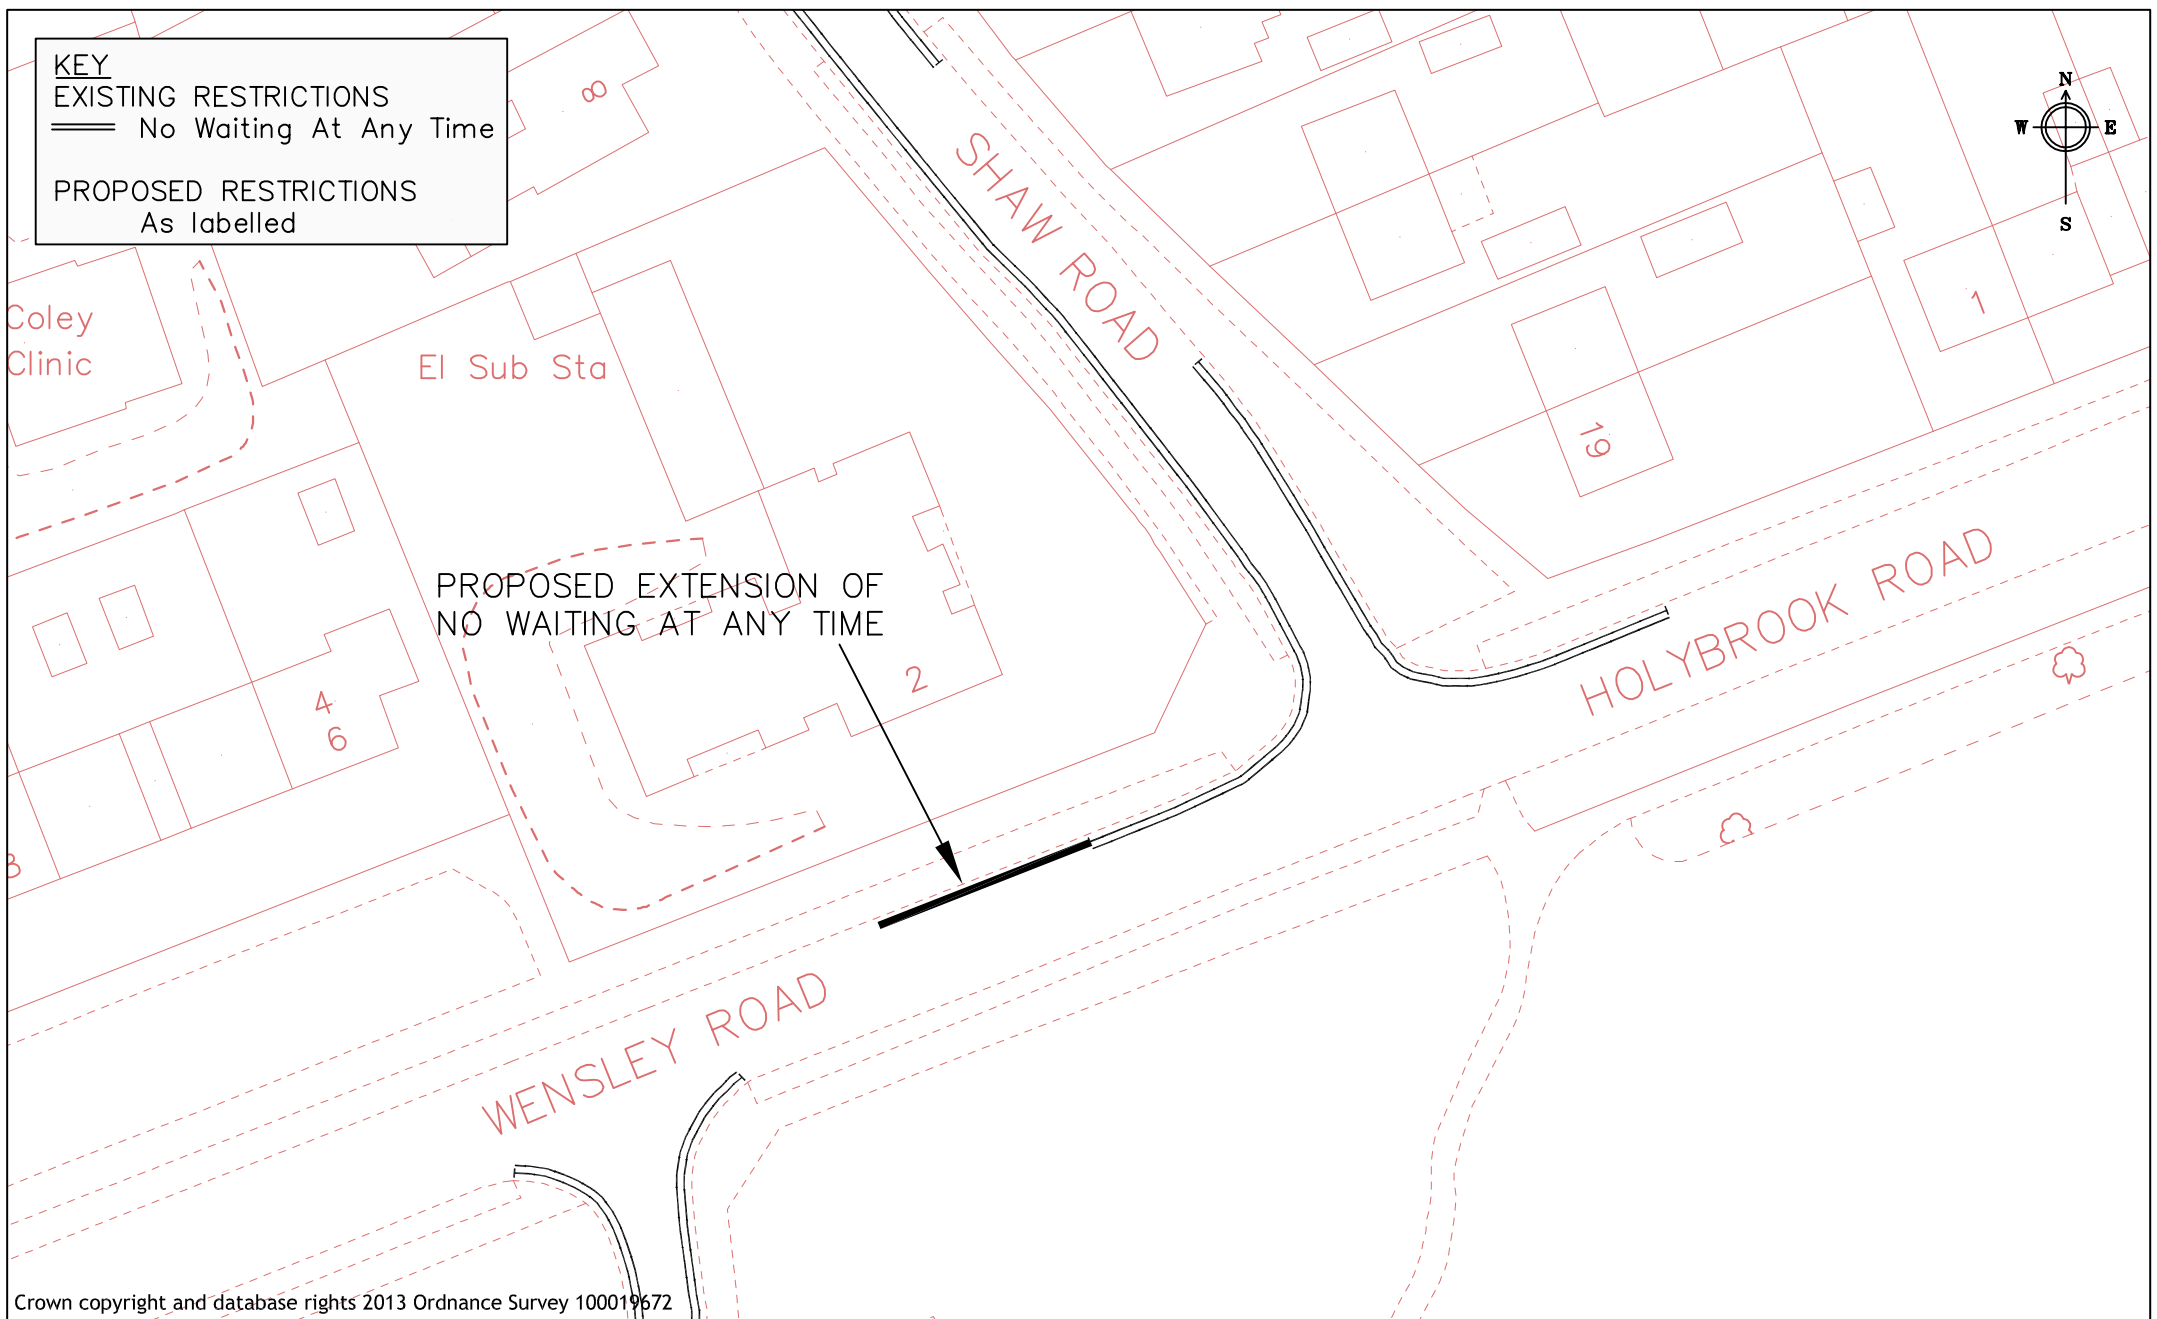 KEY
EXISTING RESTRICTIONS
No Waiting At Any Time
PROPOSED RESTRICTIONS
As labelled
N
W E
S
8
SHAW ROAD
Coley
Clinic
El Sub Sta
1
19
HOLYBROOK ROAD
PROPOSED EXTENSION OF
NO WAITING AT ANY TIME
2
4
6
WENSLEY ROAD
Crown copyright and database rights 2013 Ordnance Survey 100019672